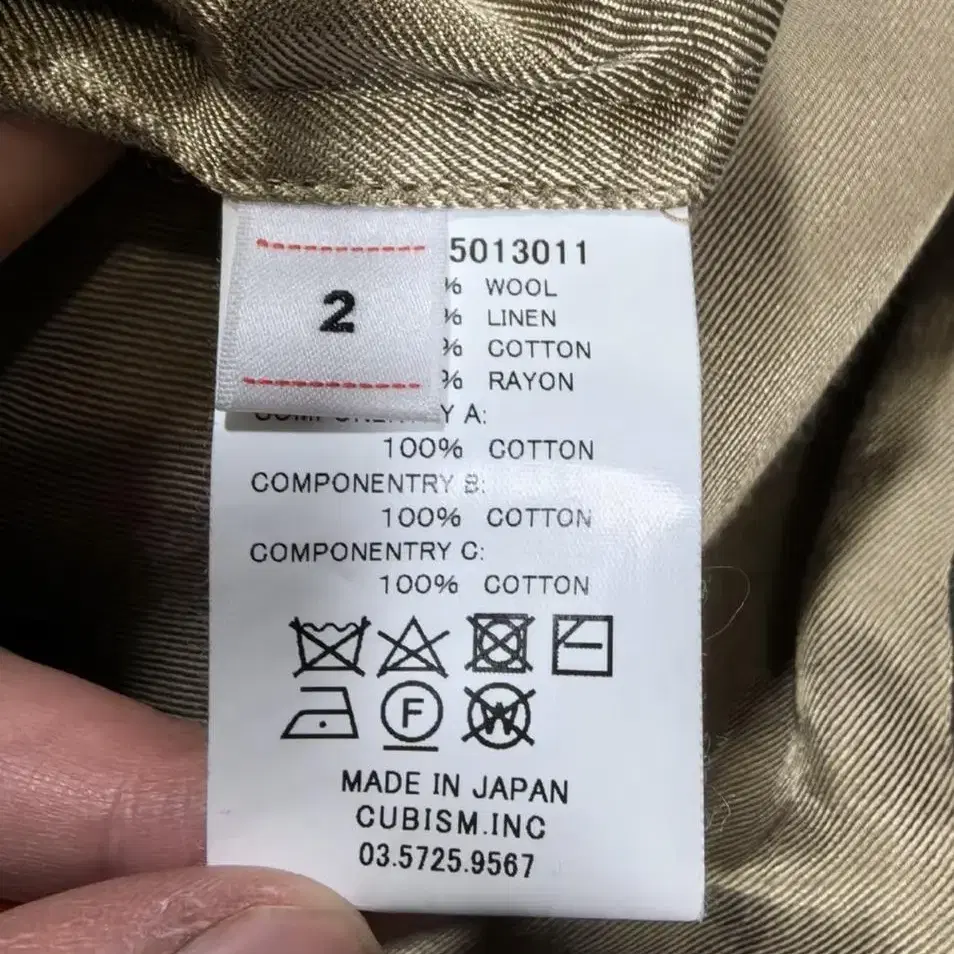 2
5013011
% WOOL
% LINEN
% COTTON
% RAYON
A:
100% COTTON
COMPONENTRY B:
100% COTTON
COMPONENTRY C:
100% COTTON
F
W
MADE IN JAPAN
CUBISM.INC
03.5725.9567